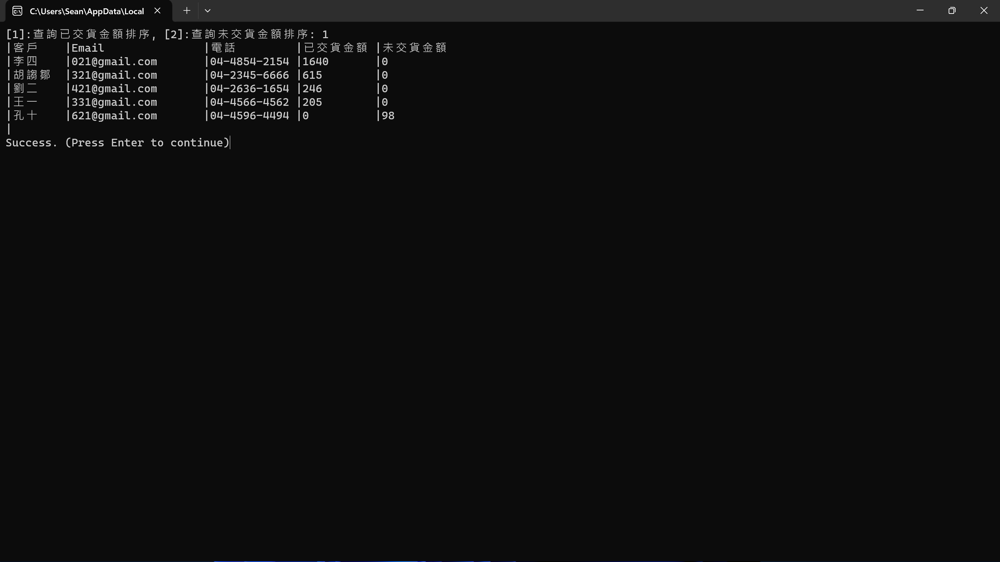 C:\Users\Sean\AppData\Local
[1]:查詢已交貨金額排序, [2]:查詢未交貨金額排序: 1
|客戶 |Email |電話 |已交貨金額 |未交貨金額
|李四 |021@gmail.com |04-4854-2154 |1640 |0
|胡謅鄒 |321@gmail.com |04-2345-6666 |615 |0
|劉二 |421@gmail.com |04-2636-1654 |246 |0
|王一 |331@gmail.com |04-4566-4562 |205 |0
|孔十 |621@gmail.com |04-4596-4494 |0 |98
|
Success. (Press Enter to continue)